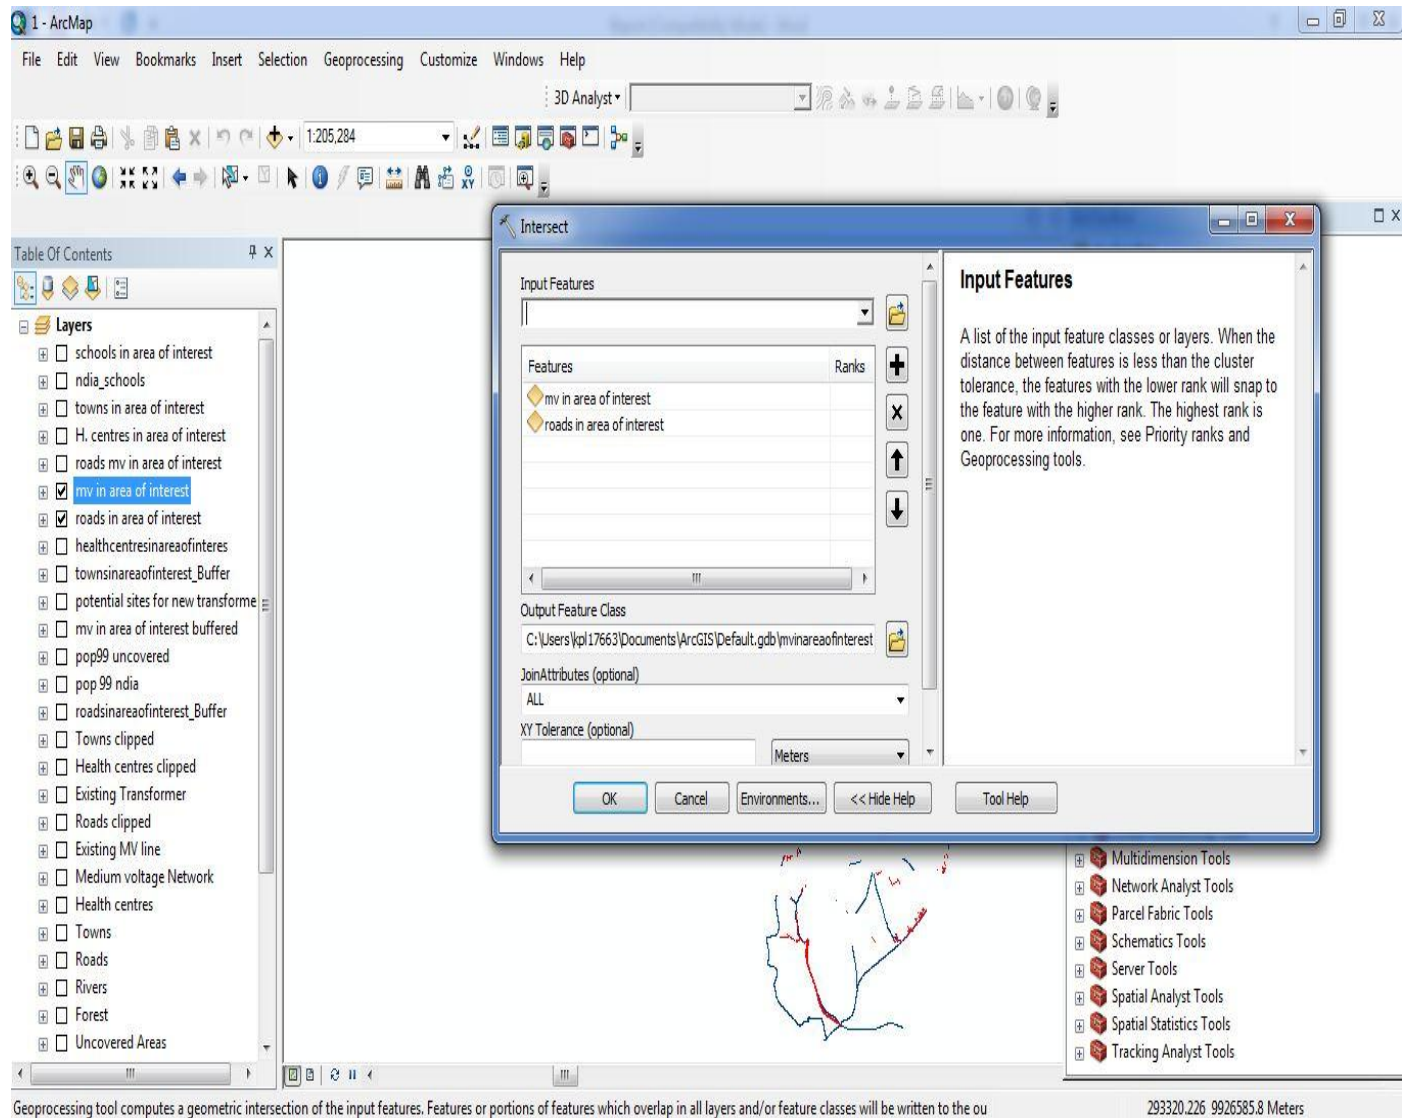 1 - ArcMap
File Edit View Bookmarks Insert Selection Geoprocessing Customize Windows Help
3D Analyst
1:205,284
XY
Table Of Contents
Layers
schools in area of interest
ndia_schools
towns in area of interest
H. centres in area of interest
roads mv in area of interest
mv in area of interest
roads in area of interest
healthcentresinareaofinteres
townsinareaofinterest_Buffer
potential sites for new transforme
mv in area of interest buffered
pop99 uncovered
pop 99 ndia
roadsinareaofinterest_Buffer
Towns clipped
Health centres clipped
Existing Transformer
Roads clipped
Existing MV line
Medium voltage Network
Health centres
Towns
Roads
Rivers
Forest
Uncovered Areas
Intersect
Input Features
Features Ranks
mv in area of interest
roads in area of interest
Output Feature Class
C:\Users\kpl17663\Documents\ArcGIS\Default.gdb\mvinareaofinterest
JoinAttributes (optional)
ALL
XY Tolerance (optional)
Meters
OK Cancel Environments... << Hide Help Tool Help
Input Features
A list of the input feature classes or layers. When the
distance between features is less than the cluster
tolerance, the features with the lower rank will snap to
the feature with the higher rank. The highest rank is
one. For more information, see Priority ranks and
Geoprocessing tools.
Multidimension Tools
Network Analyst Tools
Parcel Fabric Tools
Schematics Tools
Server Tools
Spatial Analyst Tools
Spatial Statistics Tools
Tracking Analyst Tools
Geoprocessing tool computes a geometric intersection of the input features. Features or portions of features which overlap in all layers and/or feature classes will be written to the ou
293320.226 9926585.8 Meters